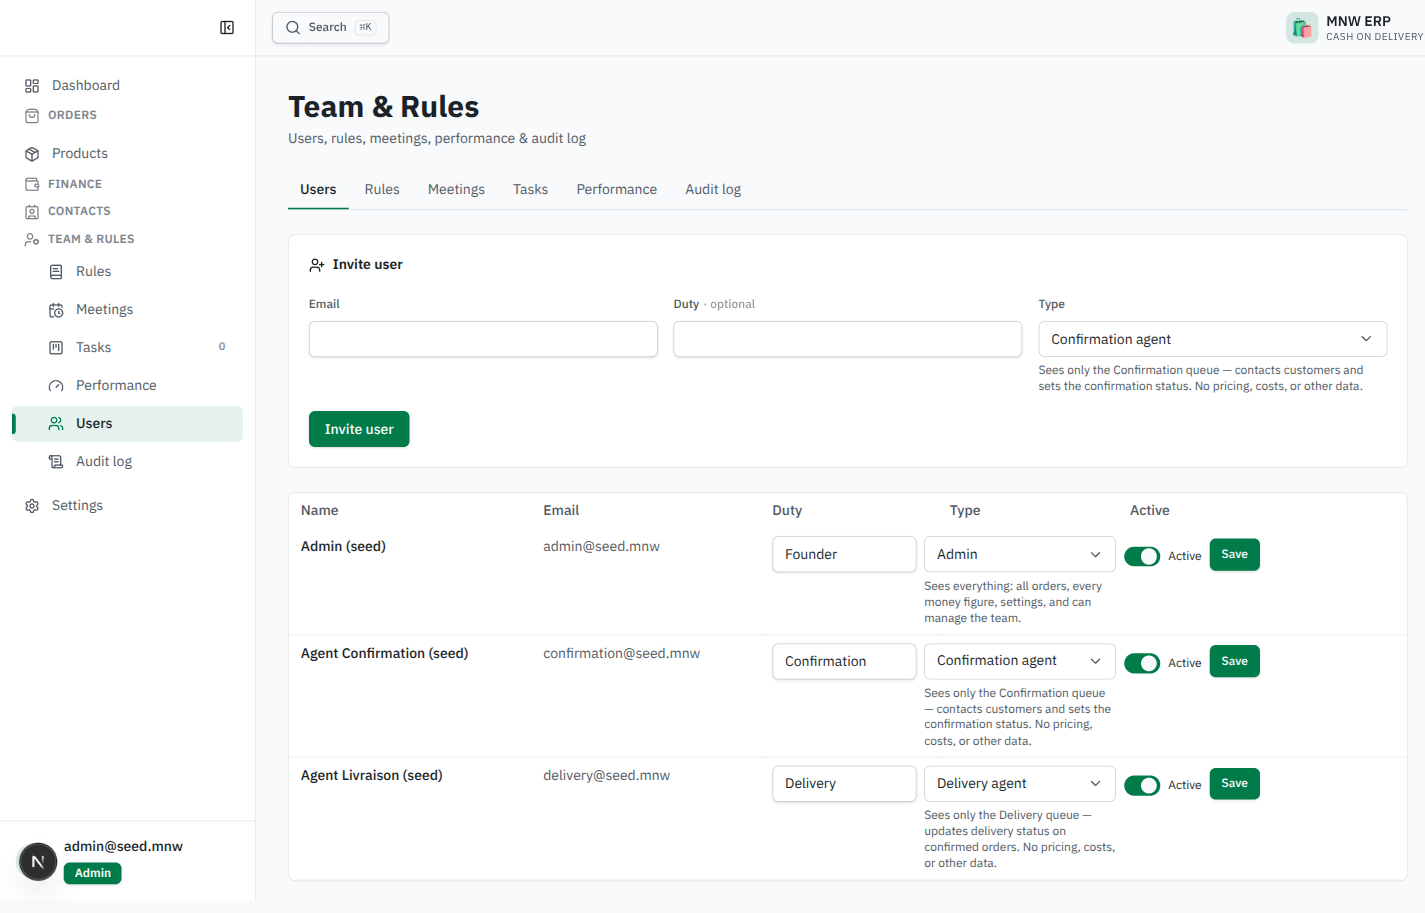 Search ⌘K
MNW ERP
CASH ON DELIVERY
Dashboard
ORDERS
Products
FINANCE
CONTACTS
TEAM & RULES
Rules
Meetings
Tasks 0
Performance
Users
Audit log
Settings
N
admin@seed.mnw
Admin
Team & Rules
Users, rules, meetings, performance & audit log
Users Rules Meetings Tasks Performance Audit log
Invite user
Email Duty · optional Type
Confirmation agent
Sees only the Confirmation queue — contacts customers and
sets the confirmation status. No pricing, costs, or other data.
Invite user
Name Email Duty Type Active
Admin (seed) admin@seed.mnw Founder Admin Active Save
Sees everything: all orders, every
money figure, settings, and can
manage the team.
Agent Confirmation (seed) confirmation@seed.mnw Confirmation Confirmation agent Active Save
Sees only the Confirmation queue
— contacts customers and sets the
confirmation status. No pricing,
costs, or other data.
Agent Livraison (seed) delivery@seed.mnw Delivery Delivery agent Active Save
Sees only the Delivery queue —
updates delivery status on
confirmed orders. No pricing, costs,
or other data.